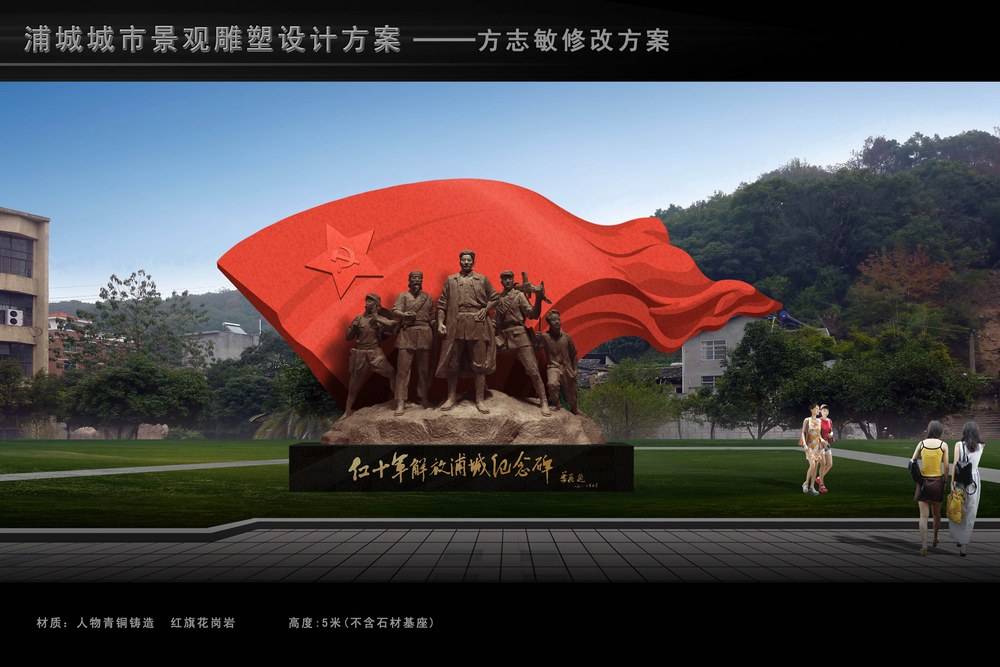 浦城城市景观雕塑设计方案 ——方志敏修改方案
红十年解放浦城纪念碑
材质：人物青铜铸造 红旗花岗岩 高度:5米(不含石材基座)